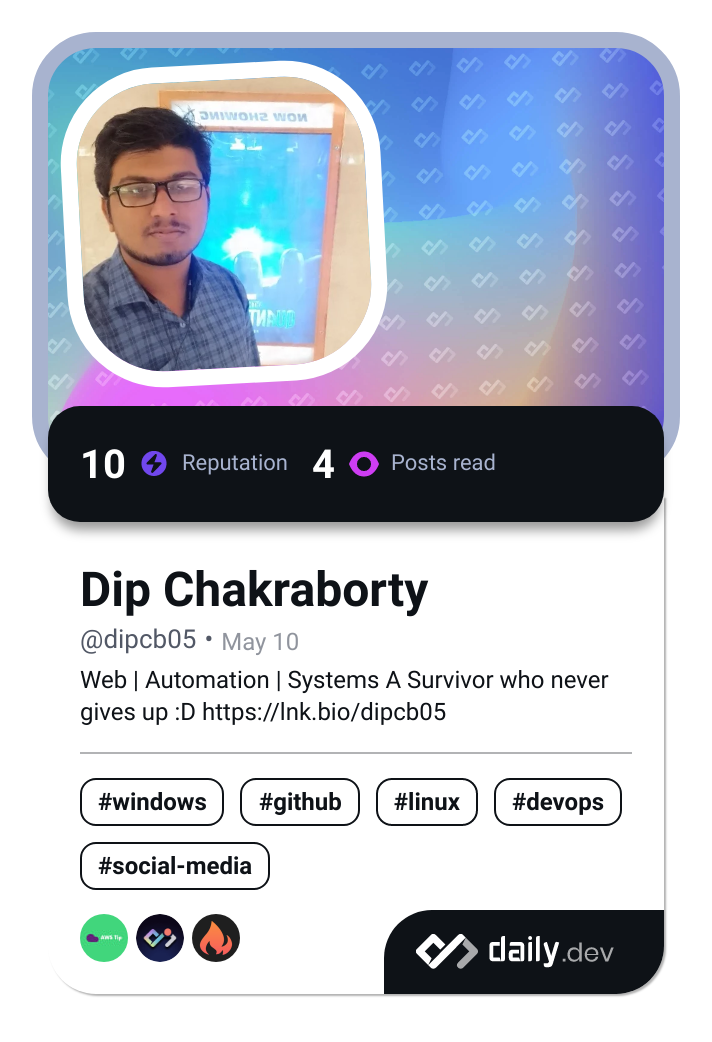 NOW SHOWING
10 Reputation 4 Posts read
Dip Chakraborty
@dipcb05 • May 10
Web | Automation | Systems A Survivor who never
gives up :D https://lnk.bio/dipcb05
#windows #github #linux #devops
#social-media
AWS Tip
daily.dev